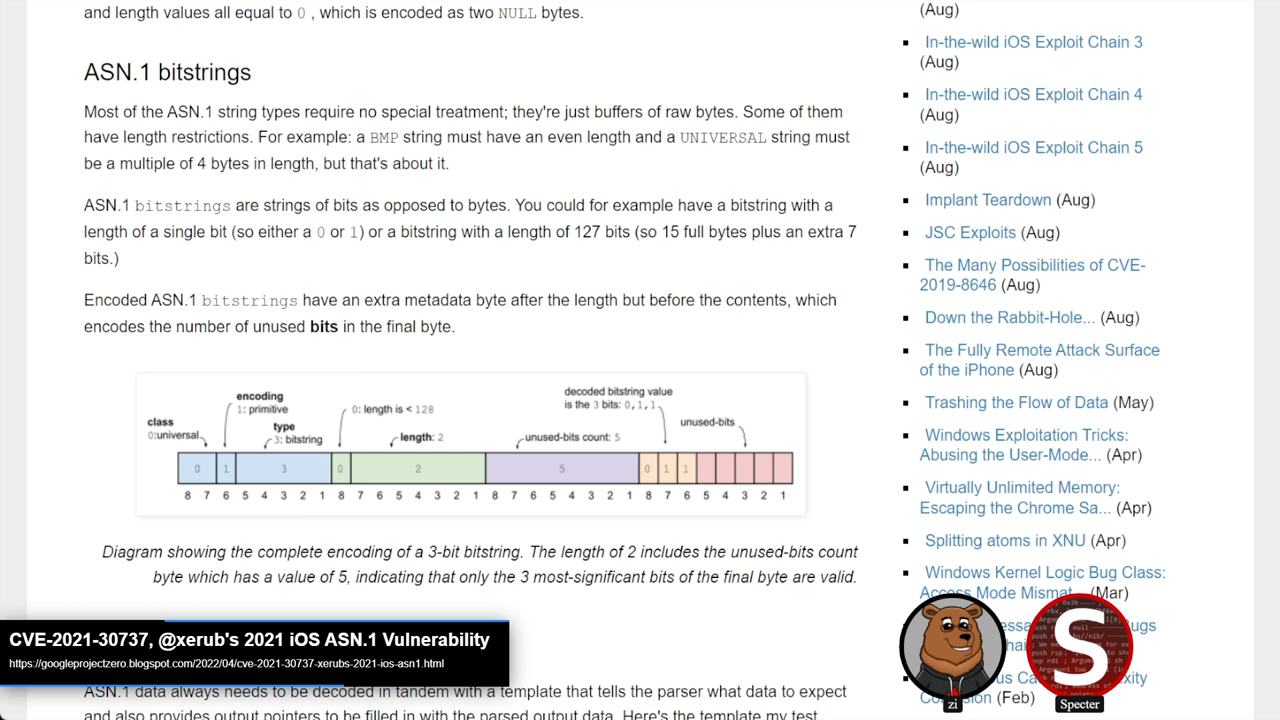 and length values all equal to 0 , which is encoded as two NULL bytes.
ASN.1 bitstrings
Most of the ASN.1 string types require no special treatment; they're just buffers of raw bytes. Some of them
have length restrictions. For example: a BMP string must have an even length and a UNIVERSAL string must
be a multiple of 4 bytes in length, but that's about it.
ASN.1 bitstrings are strings of bits is opposed to bytes. You could for example have a bitstring with a
length of a single bit (so either a 0 or 1) or a bitstring with a length of 127 bits (so 15 full bytes plus an extra 7
bits.)
Encoded ASN.1 bitstrings have an extra metadata byte after the length but before the contents, which
encodes the number of unused bits in the final byte.
class
0:universal
encoding
1: primitive
type
3: bitstring
0: length is < 128
length: 2
unused-bits count: 5
decoded bitstring value
is the 3 bits: 0,1,1
unused-bits
0 1 3 0 2 5 0 1 1
8 7 6 5 4 3 2 1 8 7 6 5 4 3 2 1 8 7 6 5 4 3 2 1 8 7 6 5 4 3 2 1
Diagram showing the complete encoding of a 3-bit bitstring. The length of 2 includes the unused-bits count
byte which has a value of 5, indicating that only the 3 most-significant bits of the final byte are valid.
CVE-2021-30737, @xerub's 2021 iOS ASN.1 Vulnerability
https://googleprojectzero.blogspot.com/2022/04/cve-2021-30737-xerubs-2021-ios-asn1.html
ASN.1 data always needs to be decoded in tandem with a template that tells the parser what data to expect
and also provides output pointers to be filled in with the parsed output data. Here's the template my test
(Aug)
In-the-wild iOS Exploit Chain 3
(Aug)
In-the-wild iOS Exploit Chain 4
(Aug)
In-the-wild iOS Exploit Chain 5
(Aug)
Implant Teardown (Aug)
JSC Exploits (Aug)
The Many Possibilities of CVE-
2019-8646 (Aug)
Down the Rabbit-Hole... (Aug)
The Fully Remote Attack Surface
of the iPhone (Aug)
Trashing the Flow of Data (May)
Windows Exploitation Tricks:
Abusing the User-Mode... (Apr)
Virtually Unlimited Memory:
Escaping the Chrome Sa... (Apr)
Splitting atoms in XNU (Apr)
Windows Kernel Logic Bug Class:
Access Mode Mismat... (Mar)
(Feb)
zi
S
Specter